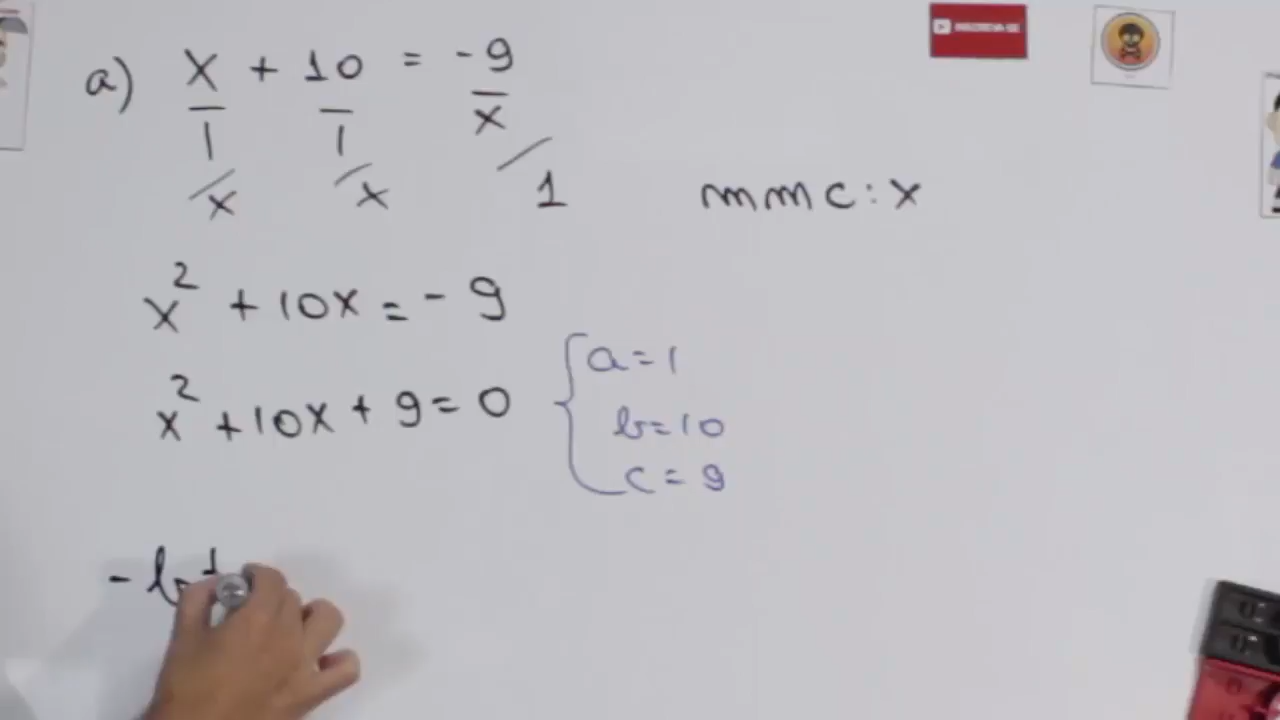 a) x/1 + 10/1 = -9/x
/x /x /1
mmc: x
x² + 10x = - 9
x² + 10x + 9 = 0
a = 1
b = 10
c = 9
- b